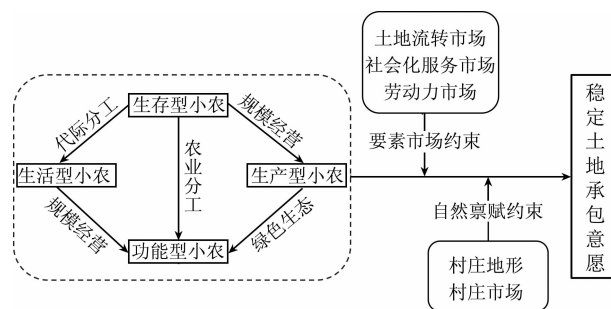 土地流转市场
社会化服务市场
劳动力市场
生存型小农
代际分工
规模经营
农业分工
生活型小农
生产型小农
规模经营
绿色生态
功能型小农
要素市场约束
自然禀赋约束
村庄地形
村庄市场
稳定土地承包意愿